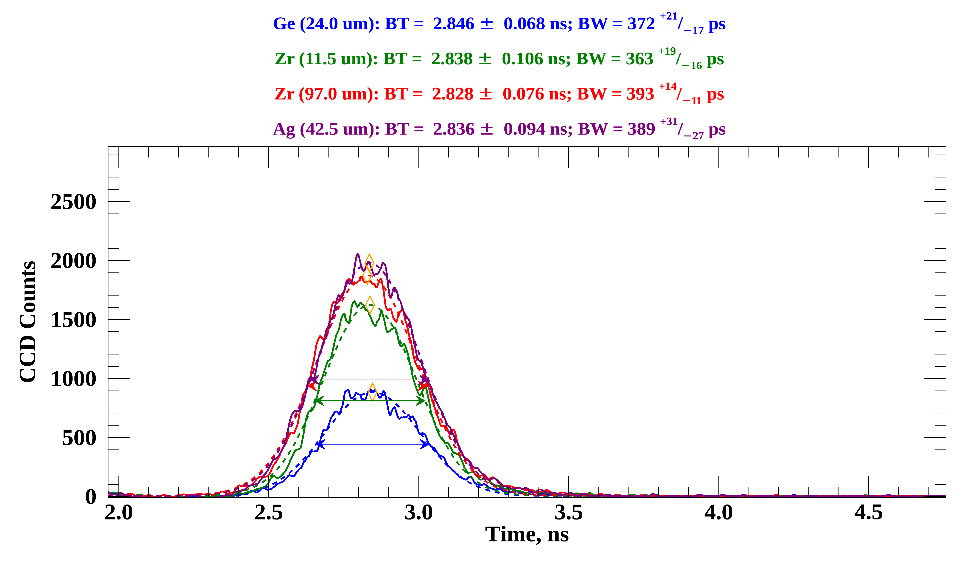 Ge (24.0 um): BT = 2.846 ± 0.068 ns; BW = 372 +21/−17 ps
Zr (11.5 um): BT = 2.838 ± 0.106 ns; BW = 363 +19/−16 ps
Zr (97.0 um): BT = 2.828 ± 0.076 ns; BW = 393 +14/−11 ps
Ag (42.5 um): BT = 2.836 ± 0.094 ns; BW = 389 +31/−27 ps
2500
2000
1500
1000
500
0
CCD Counts
2.0 2.5 3.0 3.5 4.0 4.5
Time, ns